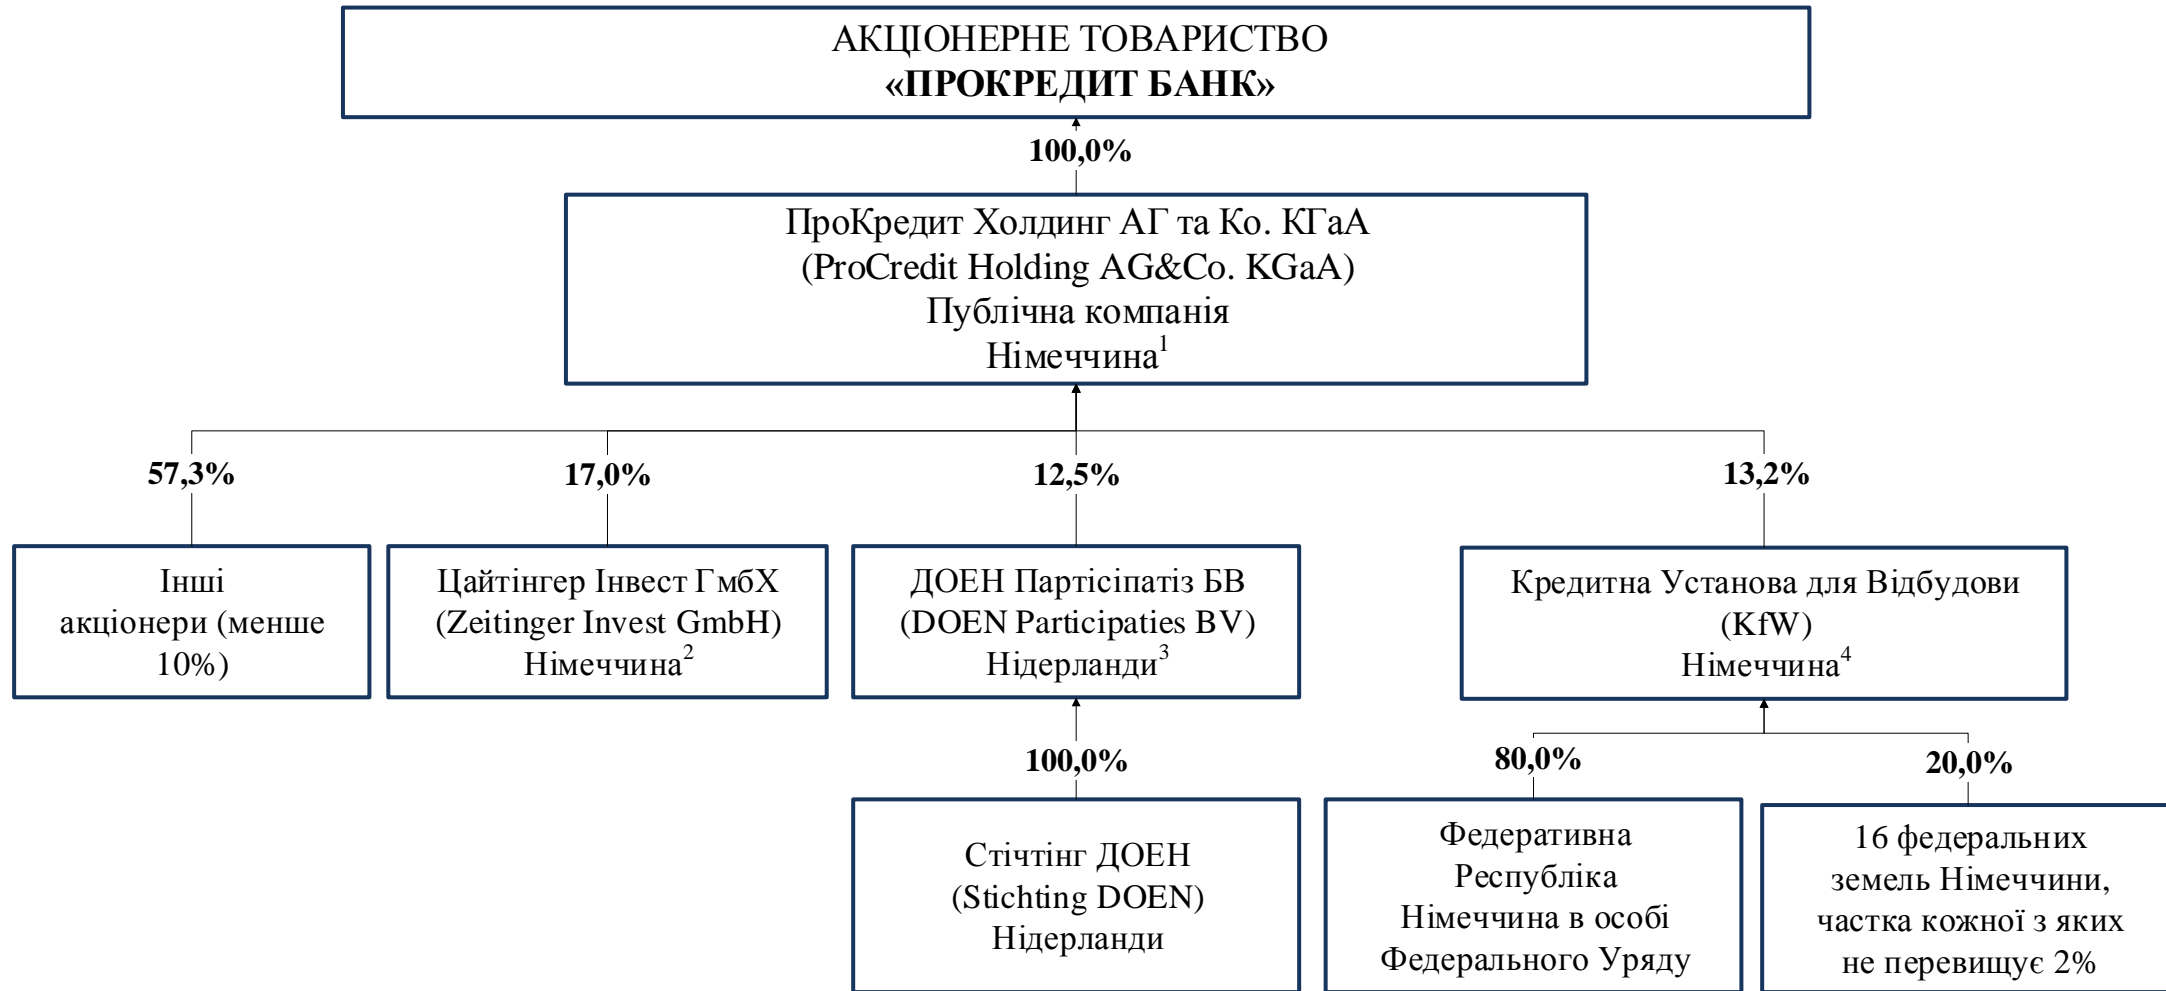 АКЦІОНЕРНЕ ТОВАРИСТВО
«ПРОКРЕДИТ БАНК»
100,0%
ПроКредит Холдинг АГ та Ко. КГаА
(ProCredit Holding AG&Co. KGaA)
Публічна компанія
Німеччина1
57,3%
17,0%
12,5%
13,2%
Інші
акціонери (менше
10%)
Цайтінгер Інвест ГмбХ
(Zeitinger Invest GmbH)
Німеччина2
ДОЕН Партісіпатіз БВ
(DOEN Participaties BV)
Нідерланди3
Кредитна Установа для Відбудови
(KfW)
Німеччина4
100,0%
80,0%
20,0%
Стічтінг ДОЕН
(Stichting DOEN)
Нідерланди
Федеративна
Республіка
Німеччина в особі
Федерального Уряду
16 федеральних
земель Німеччини,
частка кожної з яких
не перевищує 2%